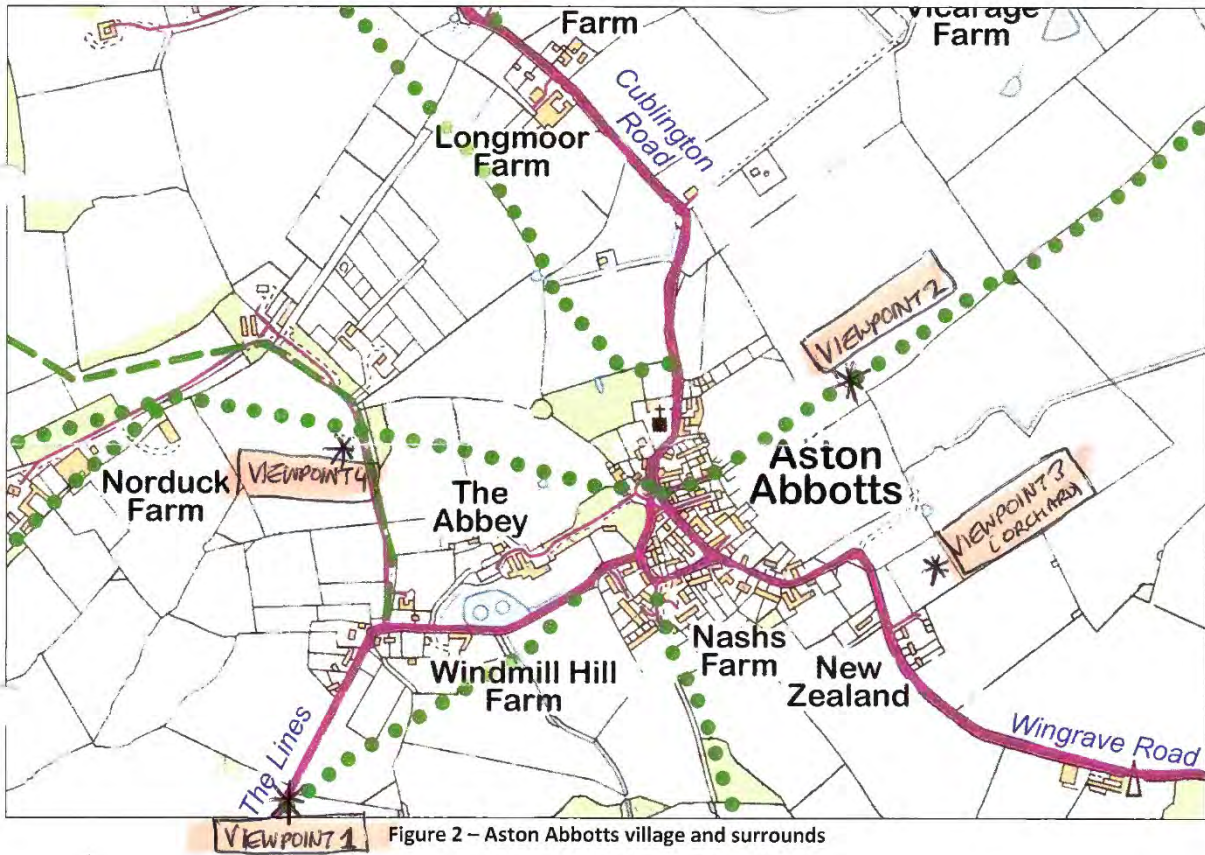 Farm
Vicarage
Farm
Cublington
Road
Longmoor
Farm
VIEWPOINT 2
Aston
Abbotts
VIEWPOINT 3
(ORCHARD)
Norduck
Farm
VIEWPOINT 4
The
Abbey
Nashs
Farm
New
Zealand
Windmill Hill
Farm
The Lines
Wingrave Road
VIEWPOINT 1
Figure 2 – Aston Abbotts village and surrounds